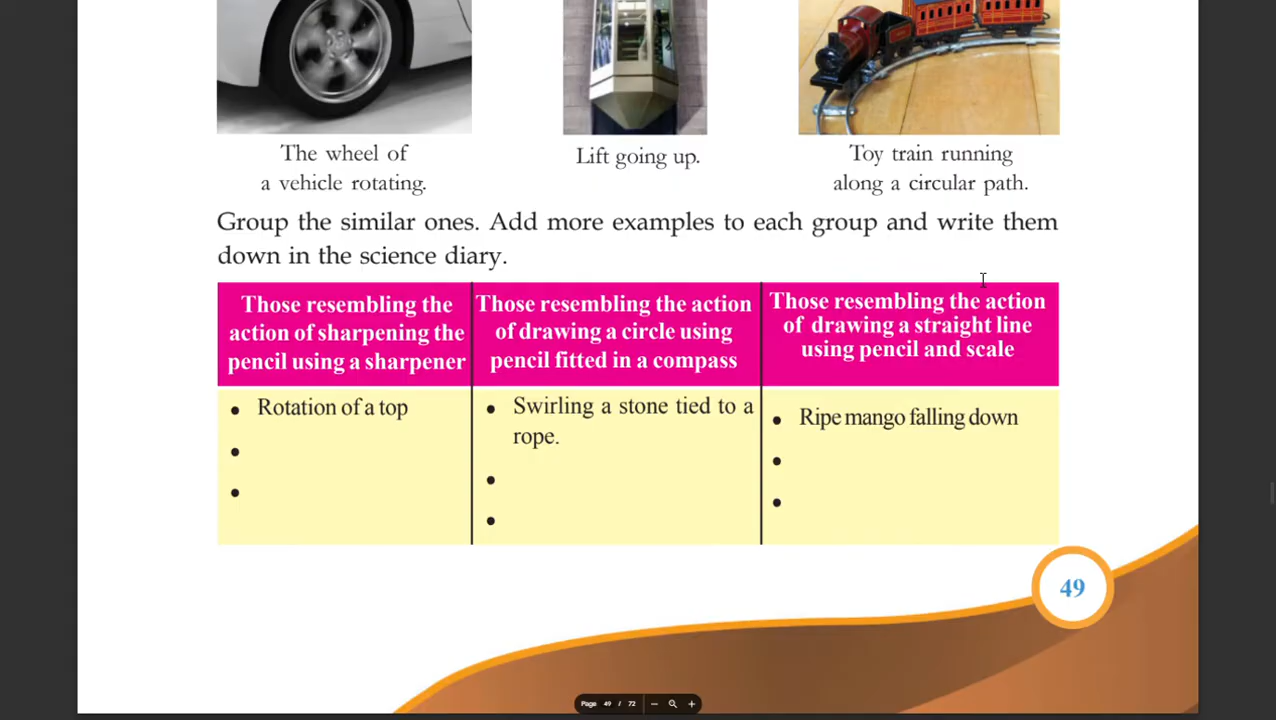 The wheel of
a vehicle rotating.
Lift going up.
Toy train running
along a circular path.
Group the similar ones. Add more examples to each group and write them
down in the science diary.
Those resembling the
action of sharpening the
pencil using a sharpener
Those resembling the action
of drawing a circle using
pencil fitted in a compass
Those resembling the action
of drawing a straight line
using pencil and scale
• Rotation of a top
•
•
• Swirling a stone tied to a
rope.
•
•
• Ripe mango falling down
•
•
49
Page 49 / 72